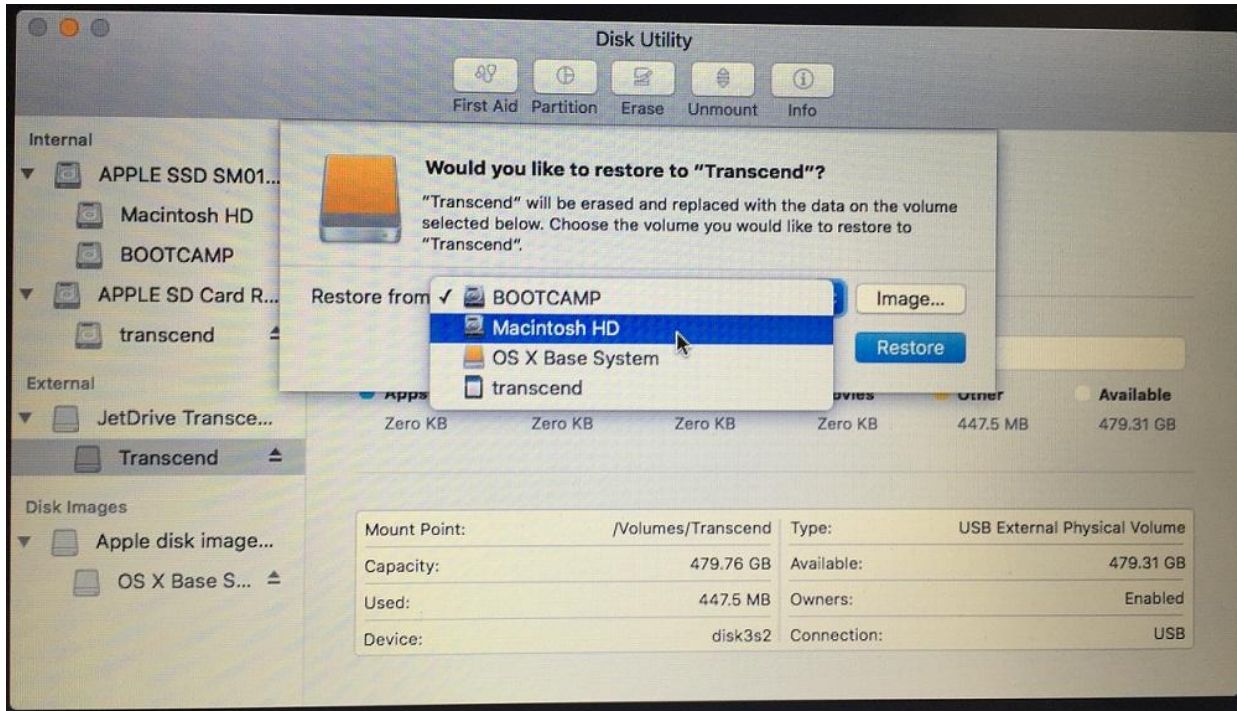 Disk Utility
First Aid Partition Erase Unmount Info
Internal
APPLE SSD SM01...
Macintosh HD
BOOTCAMP
APPLE SD Card R...
transcend
External
JetDrive Transce...
Transcend
Disk Images
Apple disk image...
OS X Base S...
Would you like to restore to "Transcend"?
"Transcend" will be erased and replaced with the data on the volume
selected below. Choose the volume you would like to restore to
"Transcend".
Restore from
✓ BOOTCAMP
Macintosh HD
OS X Base System
transcend
Image...
Restore
Apps Other Available
Zero KB Zero KB Zero KB Zero KB 447.5 MB 479.31 GB
Mount Point: /Volumes/Transcend Type: USB External Physical Volume
Capacity: 479.76 GB Available: 479.31 GB
Used: 447.5 MB Owners: Enabled
Device: disk3s2 Connection: USB